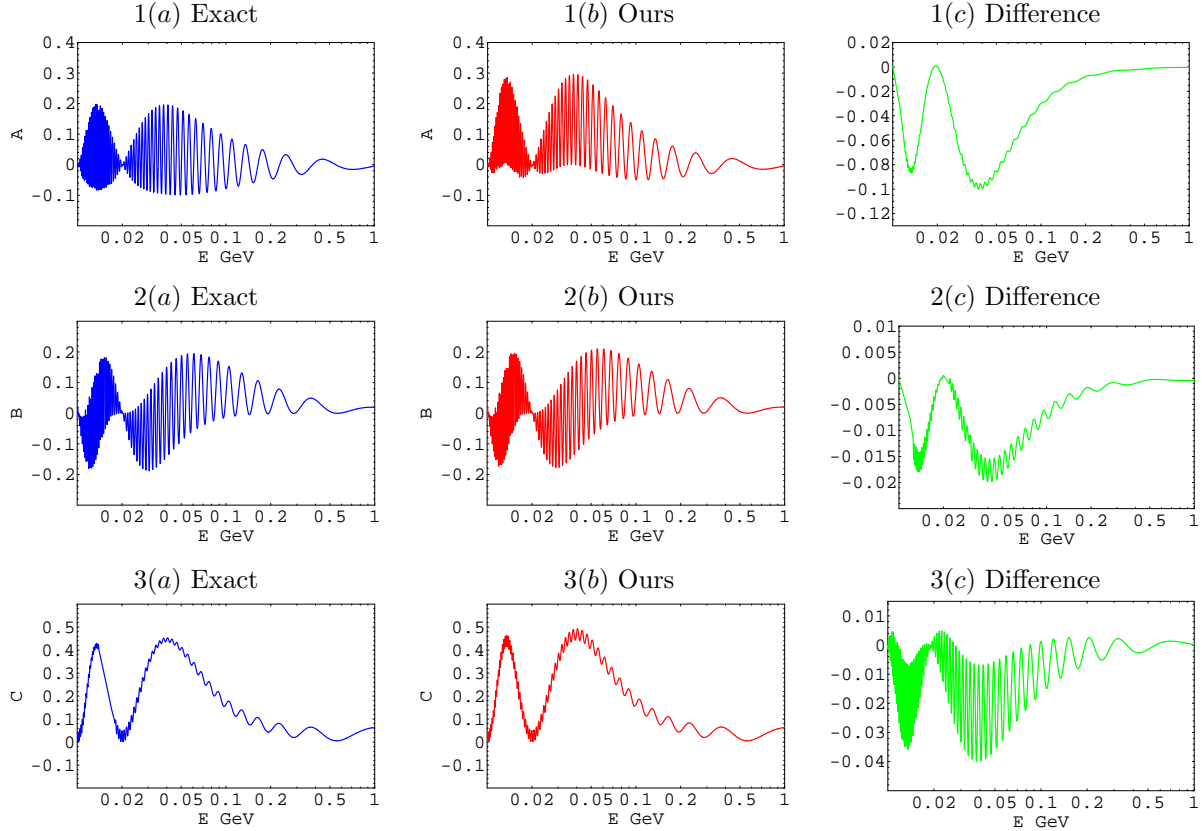 1(a) Exact
0.4
0.3
0.2
0.1
0
-0.1
A
0.02 0.05 0.1 0.2 0.5 1
E GeV
1(b) Ours
0.4
0.3
0.2
0.1
0
-0.1
A
0.02 0.05 0.1 0.2 0.5 1
E GeV
1(c) Difference
0.02
0
-0.02
-0.04
-0.06
-0.08
-0.1
-0.12
0.02 0.05 0.1 0.2 0.5 1
E GeV
2(a) Exact
0.2
0.1
0
-0.1
-0.2
B
0.02 0.05 0.1 0.2 0.5 1
E GeV
2(b) Ours
0.2
0.1
0
-0.1
-0.2
B
0.02 0.05 0.1 0.2 0.5 1
E GeV
2(c) Difference
0.01
0.005
0
-0.005
-0.01
-0.015
-0.02
0.02 0.05 0.1 0.2 0.5 1
E GeV
3(a) Exact
0.5
0.4
0.3
0.2
0.1
0
-0.1
C
0.02 0.05 0.1 0.2 0.5 1
E GeV
3(b) Ours
0.5
0.4
0.3
0.2
0.1
0
-0.1
C
0.02 0.05 0.1 0.2 0.5 1
E GeV
3(c) Difference
0.01
0
-0.01
-0.02
-0.03
-0.04
0.02 0.05 0.1 0.2 0.5 1
E GeV